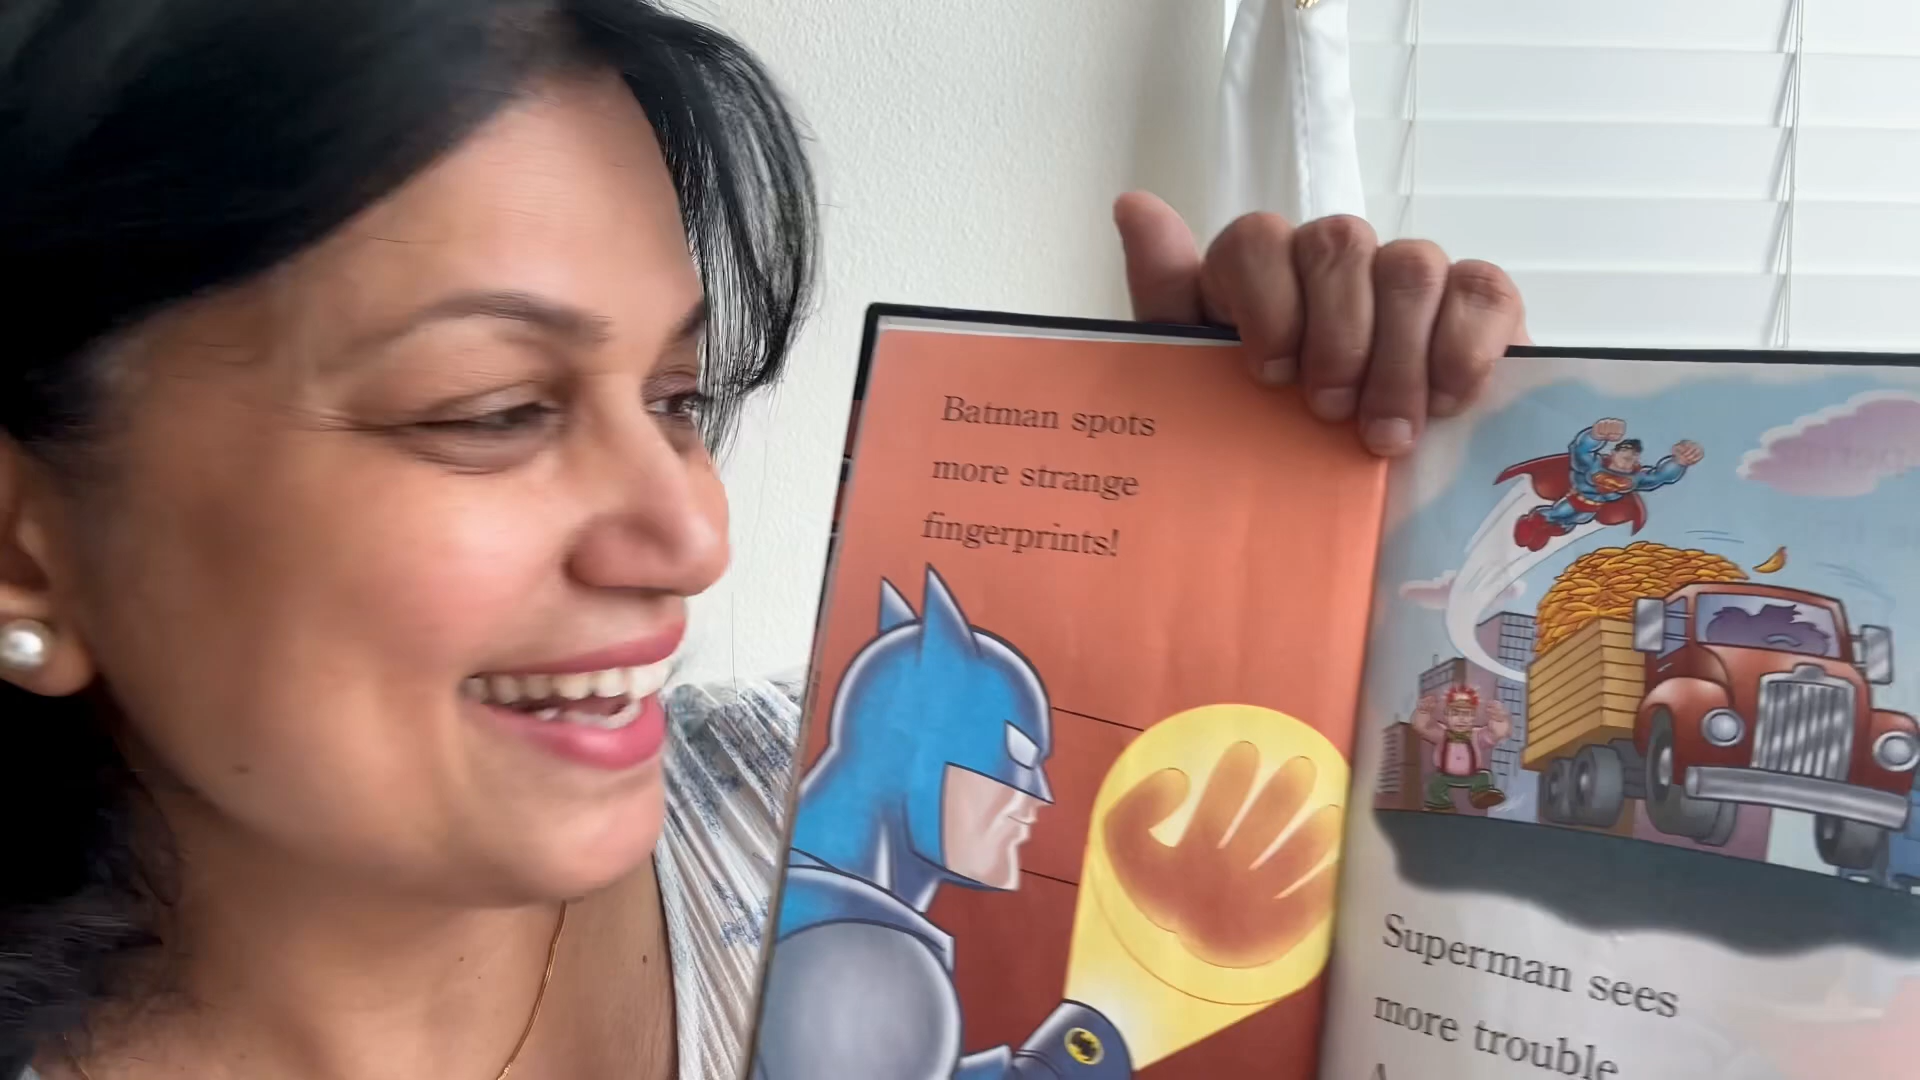 Batman spots
more strange
fingerprints!
Superman sees
more trouble